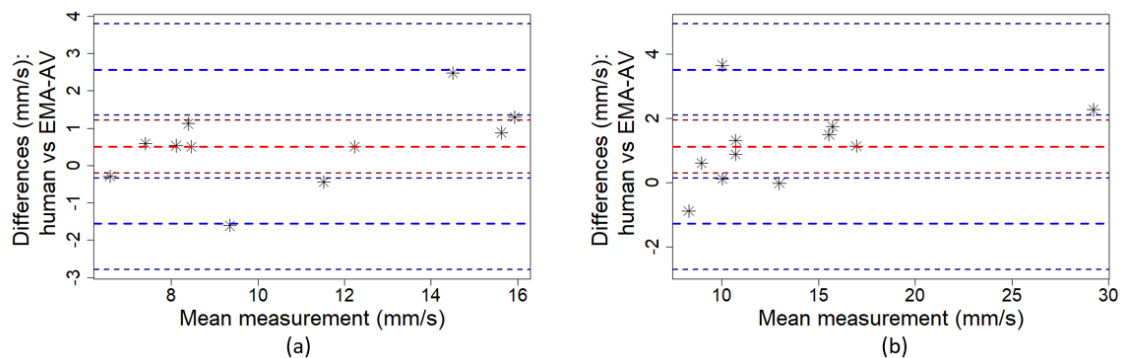 Differences (mm/s):
human vs EMA-AV
4
3
2
1
0
-1
-2
-3
8 10 12 14 16
Mean measurement (mm/s)
(a)
Differences (mm/s):
human vs EMA-AV
4
2
0
-2
10 15 20 25 30
Mean measurement (mm/s)
(b)